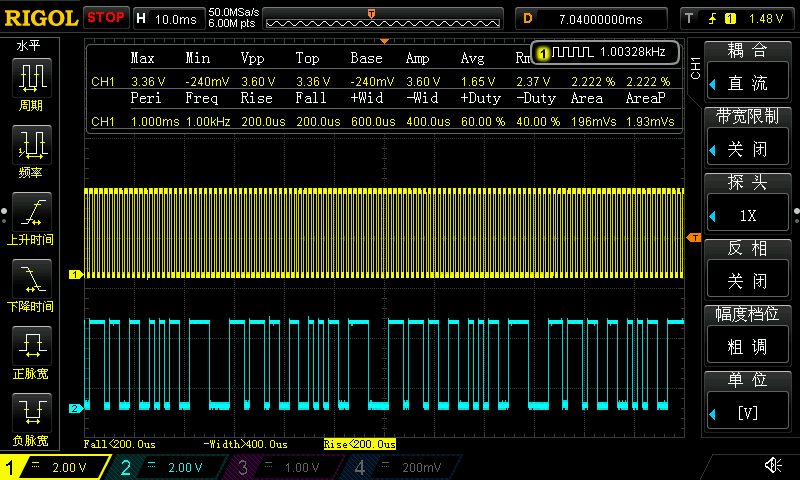 RIGOL STOP H 10.0ms 50.0MSa/s 6.00M pts D 7.04000000ms T 1 1.48 V
水平
周期
频率
上升时间
下降时间
正脉宽
负脉宽
1 1.00328kHz
Max Min Vpp Top Base Amp Avg
CH1 3.36 V -240mV 3.60 V 3.36 V -240mV 3.60 V 1.65 V 2.37 V 2.222 % 2.222 %
Peri Freq Rise Fall +Wid -Wid +Duty -Duty Area AreaP
CH1 1.000ms 1.00kHz 200.0us 200.0us 600.0us 400.0us 60.00 % 40.00 % 196mVs 1.93mVs
1
2
T
Fall<200.0us -Width>400.0us Rise<200.0us
CH1
耦 合
直 流
带宽限制
关 闭
探 头
1X
反 相
关 闭
幅度档位
粗 调
单 位
[V]
1 = 2.00 V 2 = 2.00 V 3 = 1.00 V 4 = 200mV